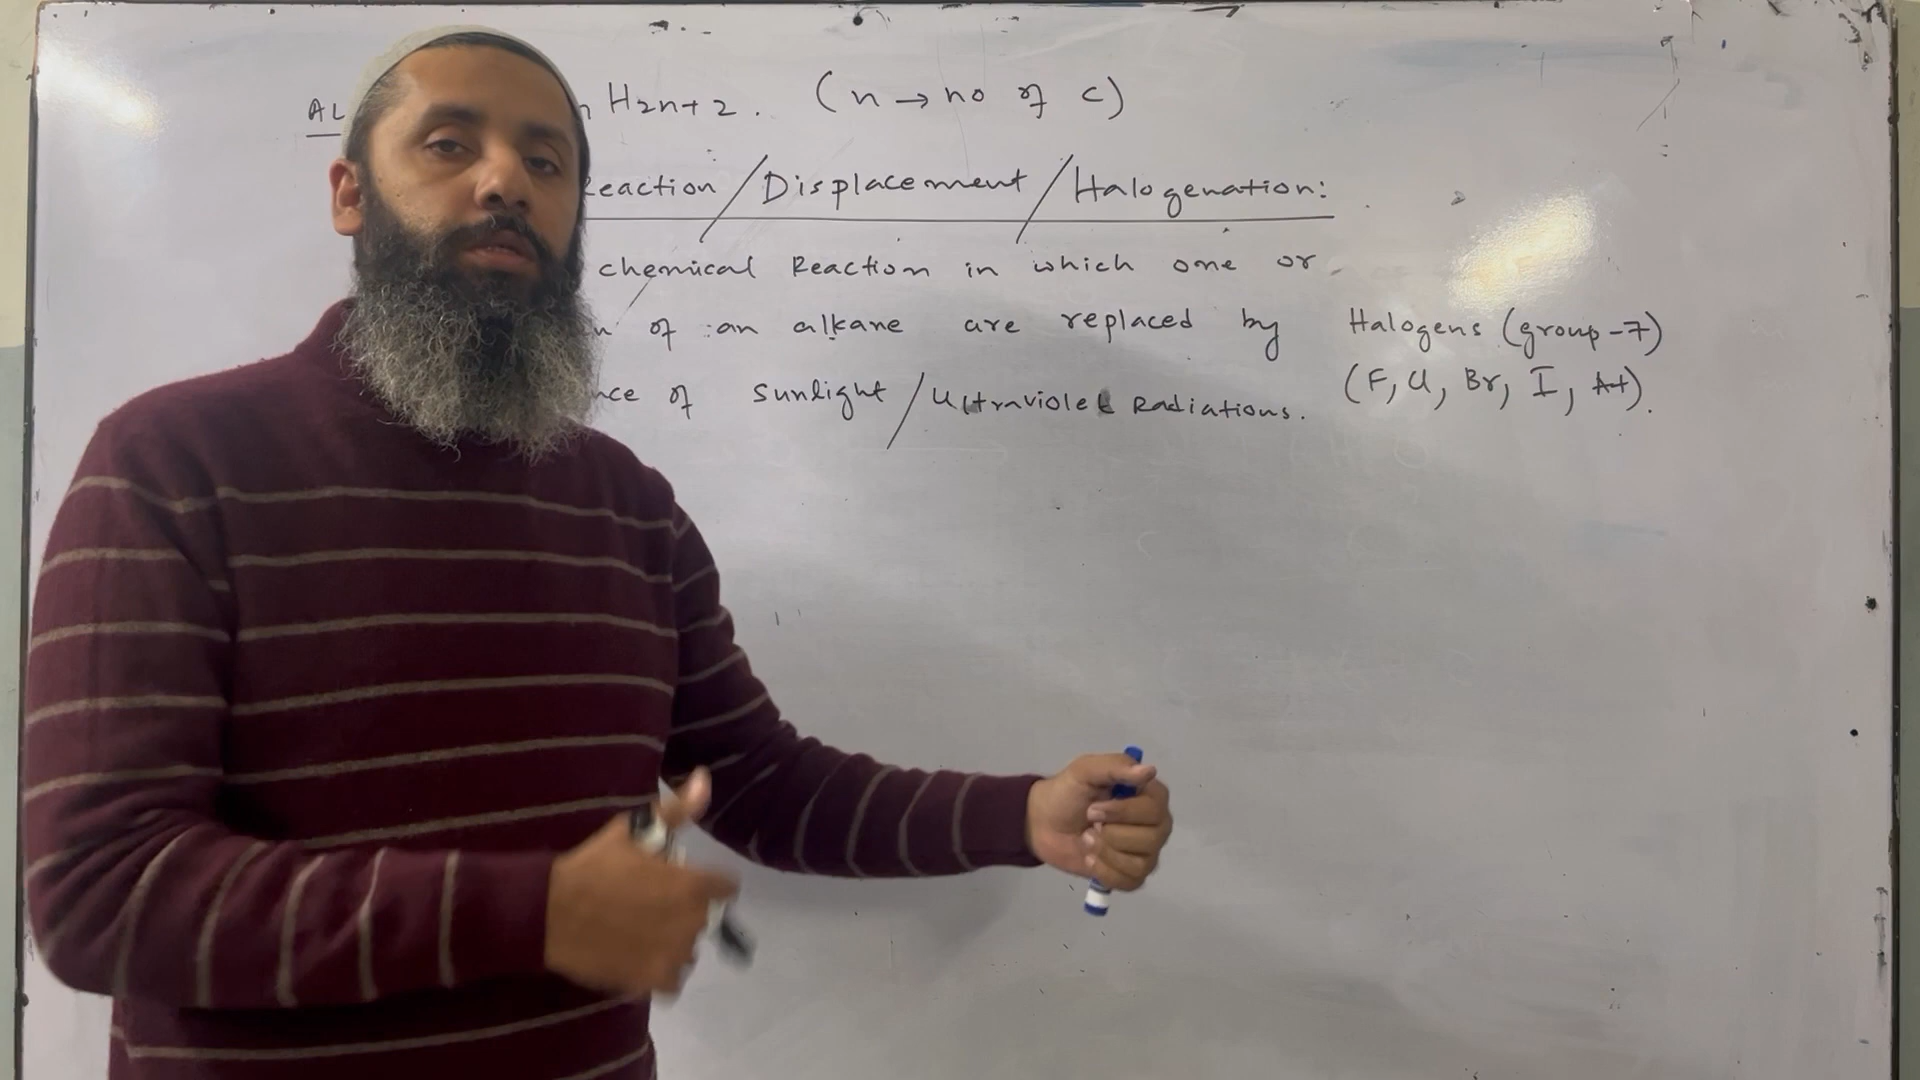 AL H2n+2. (n → no of c)
Reaction / Displacement / Halogenation:
chemical Reaction in which one or
of an alkane are replaced by Halogens (group-7)
of sunlight / Ultraviolet Radiations. (F, Cl, Br, I, At).